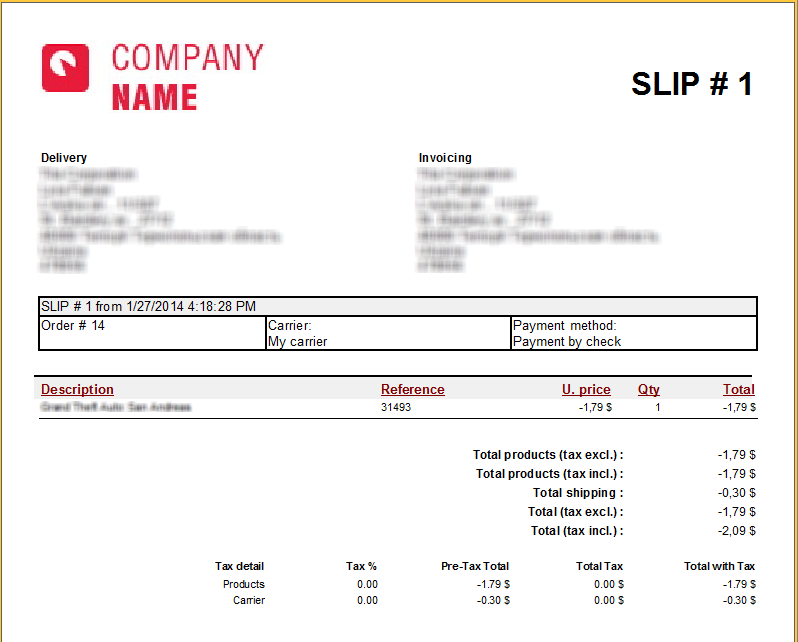 COMPANY
NAME
SLIP # 1
Delivery Invoicing
SLIP # 1 from 1/27/2014 4:18:28 PM
Order # 14 Carrier: Payment method:
My carrier Payment by check
Description Reference U. price Qty Total
31493 -1,79 $ 1 -1,79 $
Total products (tax excl.) : -1,79 $
Total products (tax incl.) : -1,79 $
Total shipping : -0,30 $
Total (tax excl.) : -1,79 $
Total (tax incl.) : -2,09 $
Tax detail Tax % Pre-Tax Total Total Tax Total with Tax
Products 0.00 -1.79 $ 0.00 $ -1.79 $
Carrier 0.00 -0.30 $ 0.00 $ -0.30 $